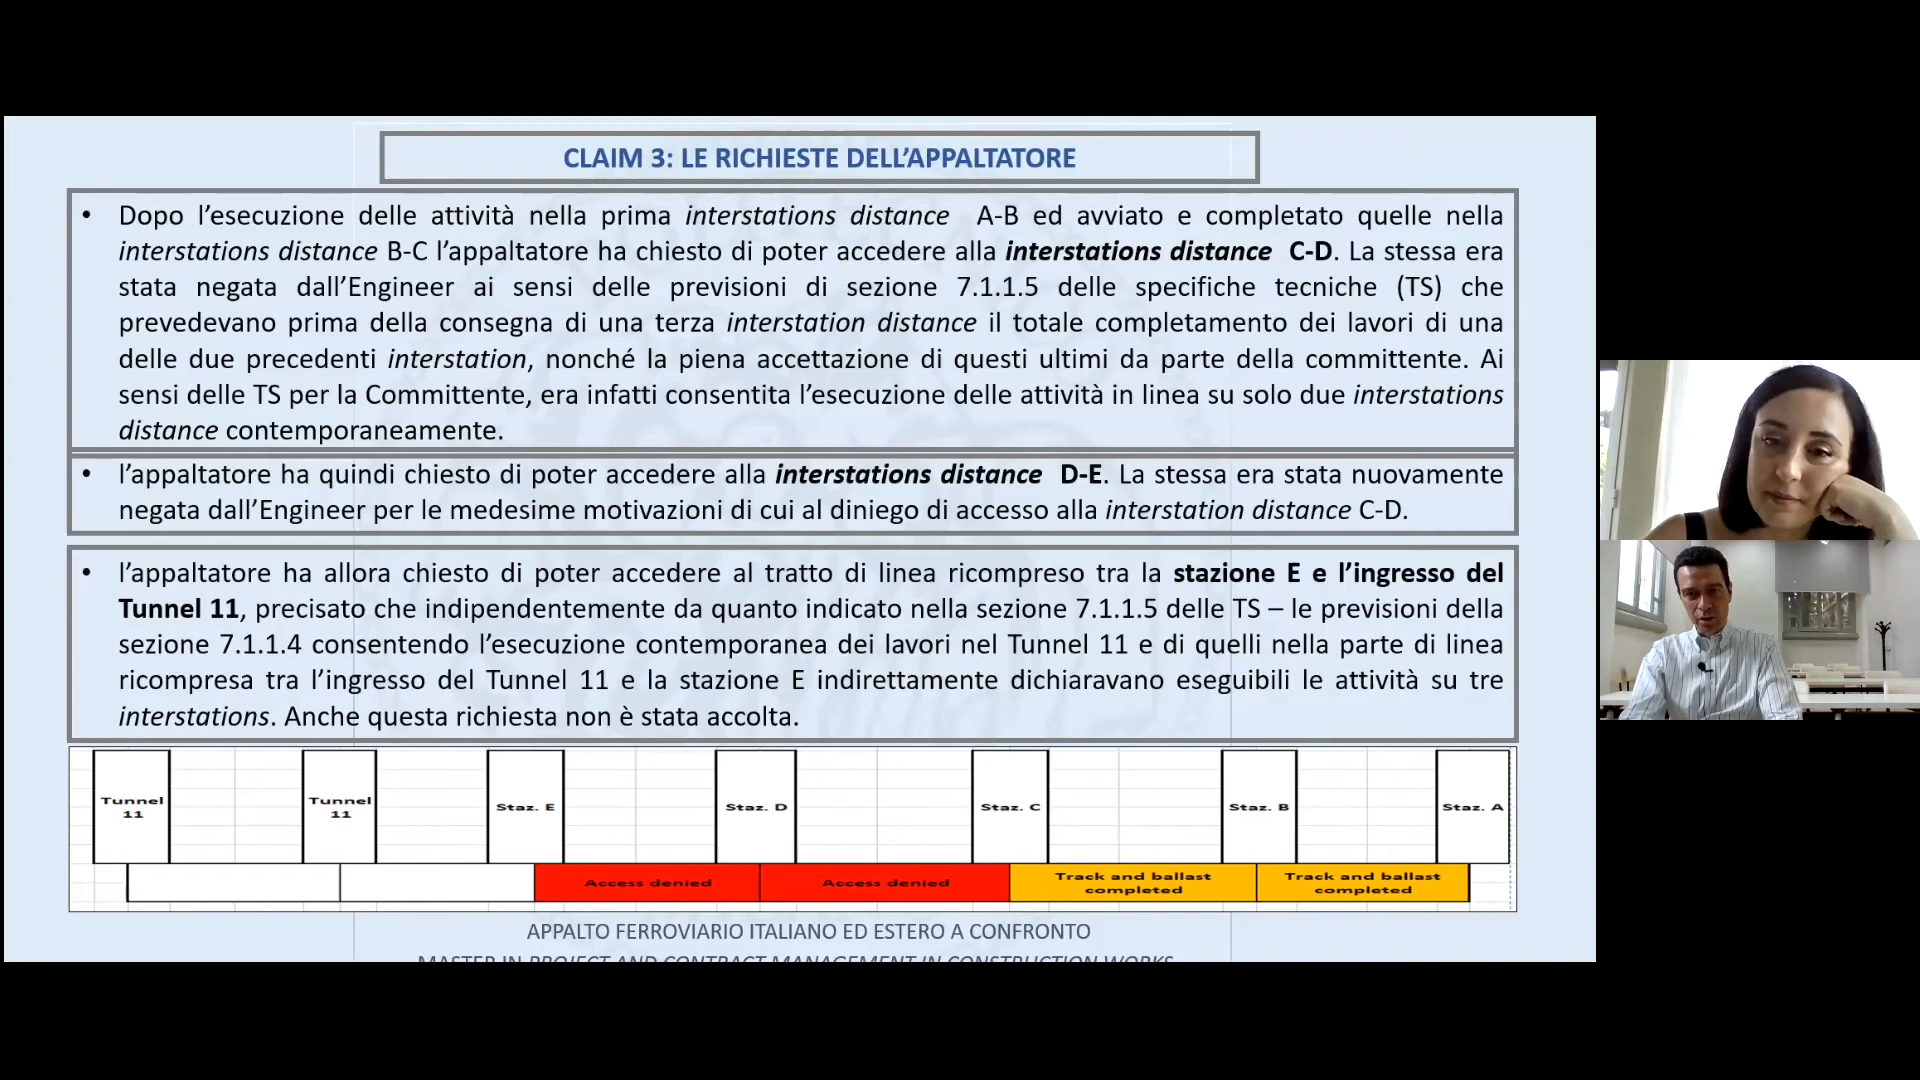 CLAIM 3: LE RICHIESTE DELL’APPALTATORE
• Dopo l’esecuzione delle attività nella prima interstations distance A-B ed avviato e completato quelle nella
interstations distance B-C l’appaltatore ha chiesto di poter accedere alla interstations distance C-D. La stessa era
stata negata dall’Engineer ai sensi delle previsioni di sezione 7.1.1.5 delle specifiche tecniche (TS) che
prevedevano prima della consegna di una terza interstation distance il totale completamento dei lavori di una
delle due precedenti interstation, nonché la piena accettazione di questi ultimi da parte della committente. Ai
sensi delle TS per la Committente, era infatti consentita l’esecuzione delle attività in linea su solo due interstations
distance contemporaneamente.
• l’appaltatore ha quindi chiesto di poter accedere alla interstations distance D-E. La stessa era stata nuovamente
negata dall’Engineer per le medesime motivazioni di cui al diniego di accesso alla interstation distance C-D.
• l’appaltatore ha allora chiesto di poter accedere al tratto di linea ricompreso tra la stazione E e l’ingresso del
Tunnel 11, precisato che indipendentemente da quanto indicato nella sezione 7.1.1.5 delle TS – le previsioni della
sezione 7.1.1.4 consentendo l’esecuzione contemporanea dei lavori nel Tunnel 11 e di quelli nella parte di linea
ricompresa tra l’ingresso del Tunnel 11 e la stazione E indirettamente dichiaravano eseguibili le attività su tre
interstations. Anche questa richiesta non è stata accolta.
Tunnel
11
Tunnel
11
Staz. E
Staz. D
Staz. C
Staz. B
Staz. A
Access denied
Access denied
Track and ballast
completed
Track and ballast
completed
APPALTO FERROVIARIO ITALIANO ED ESTERO A CONFRONTO
MASTER IN PROJECT AND CONTRACT MANAGEMENT IN CONSTRUCTION WORKS